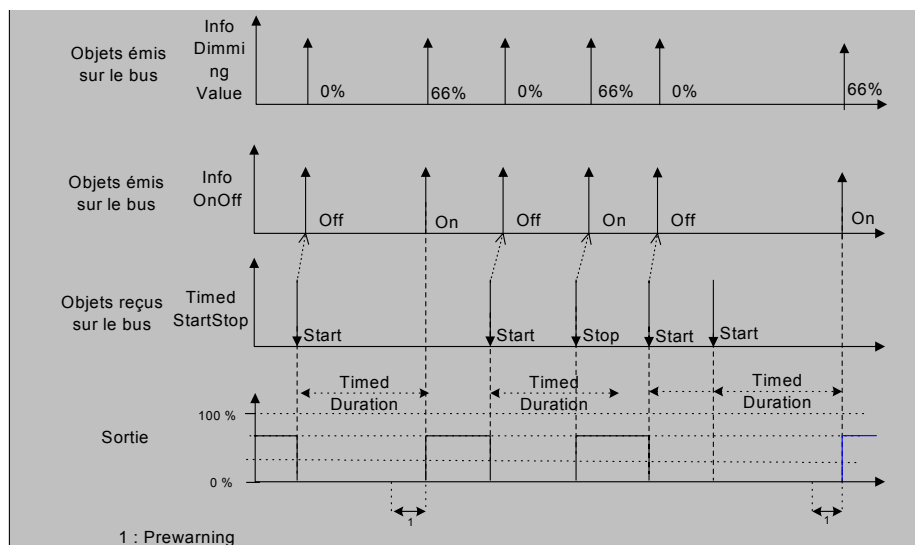 Objets émis
sur le bus
Info
Dimmi
ng
Value
0%
66%
0%
66%
0%
66%
Objets émis
sur le bus
Info
OnOff
Off
On
Off
On
Off
On
Objets reçus
sur le bus
Timed
StartStop
Start
Start
Stop
Start
Start
Timed
Duration
Timed
Duration
Timed
Duration
Sortie
100 %
0 %
1
1
1 : Prewarning